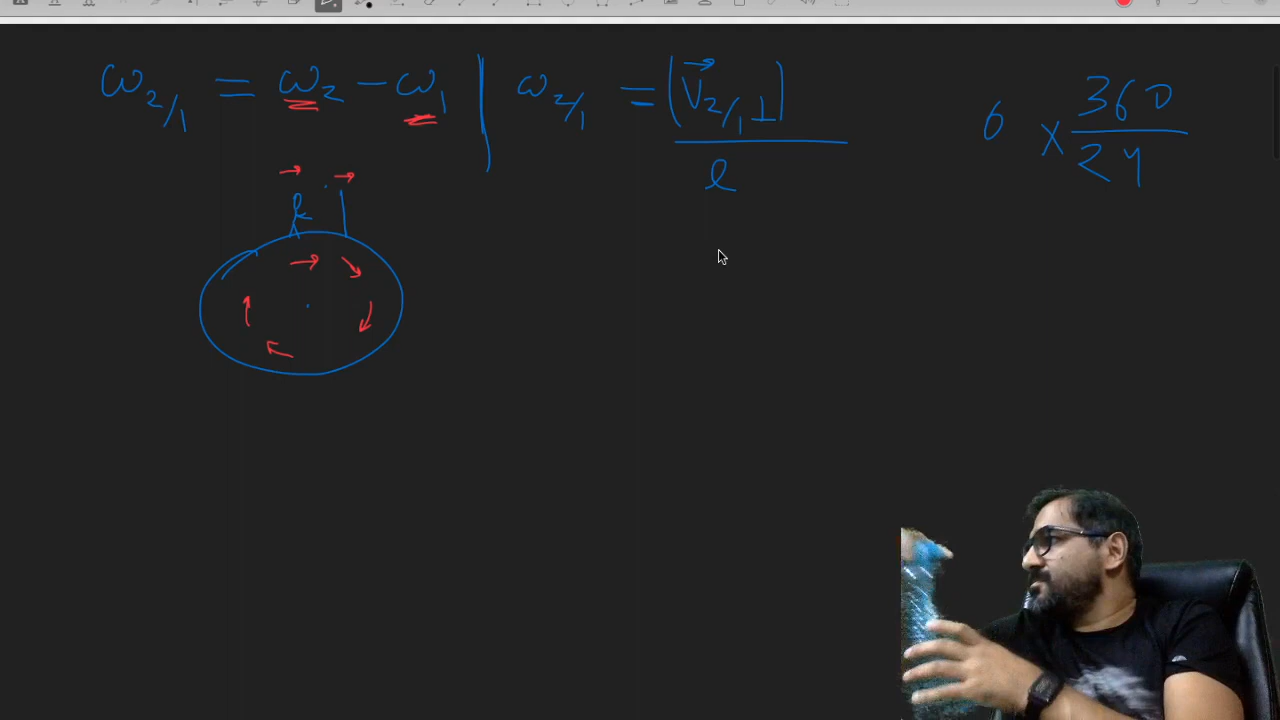 ω₂/₁ = ω₂ − ω₁ | ω₂/₁ = (V⃗₂/₁⊥) / l
6 × 360 / 24